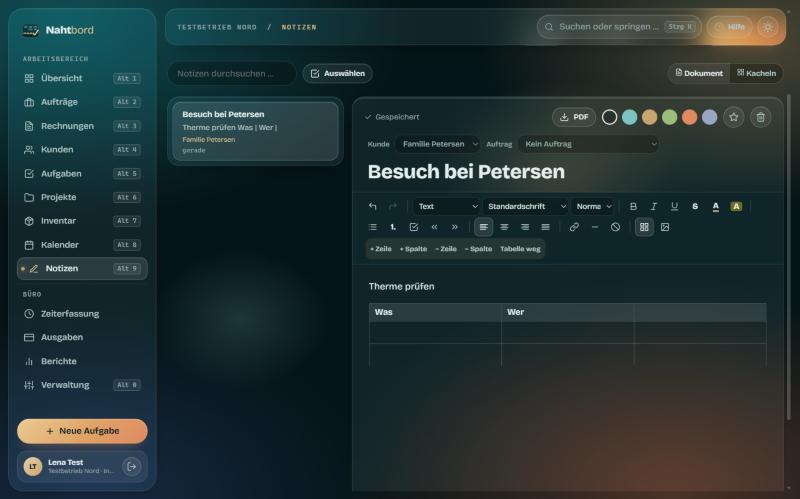 Nahtbord
ARBEITSBEREICH
Übersicht Alt 1
Aufträge Alt 2
Rechnungen Alt 3
Kunden Alt 4
Aufgaben Alt 5
Projekte Alt 6
Inventar Alt 7
Kalender Alt 8
Notizen Alt 9
BÜRO
Zeiterfassung
Ausgaben
Berichte
Verwaltung Alt 0
+ Neue Aufgabe
LT
Lena Test
Testbetrieb Nord · In…
TESTBETRIEB NORD / NOTIZEN
Suchen oder springen … Strg K
Hilfe
Notizen durchsuchen …
Auswählen
Dokument
Kacheln
Besuch bei Petersen
Therme prüfen Was | Wer |
Familie Petersen
gerade
Gespeichert
PDF
Kunde Familie Petersen Auftrag Kein Auftrag
Besuch bei Petersen
Text Standardschrift Norma B I U S A A
1.
+ Zeile + Spalte − Zeile − Spalte Tabelle weg
Therme prüfen
Was Wer